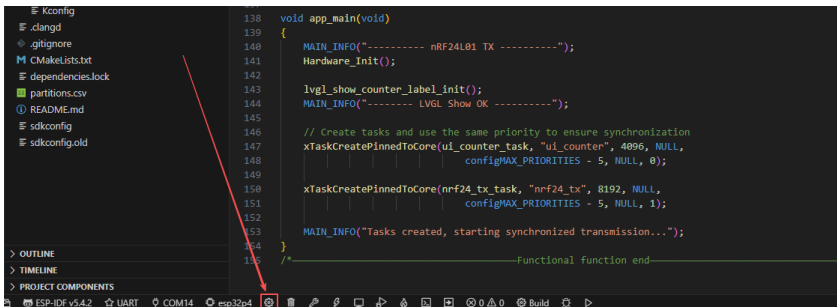 Kconfig
.clangd
.gitignore
CMakeLists.txt
dependencies.lock
partitions.csv
README.md
sdkconfig
sdkconfig.old
> OUTLINE
> TIMELINE
> PROJECT COMPONENTS
138 void app_main(void)
139 {
140 MAIN_INFO("---------- nRF24L01 TX ----------");
141 Hardware_Init();
142
143 lvgl_show_counter_label_init();
144 MAIN_INFO("-------- LVGL Show OK ----------");
145
146 // Create tasks and use the same priority to ensure synchronization
147 xTaskCreatePinnedToCore(ui_counter_task, "ui_counter", 4096, NULL,
148 configMAX_PRIORITIES - 5, NULL, 0);
149
150 xTaskCreatePinnedToCore(nrf24_tx_task, "nrf24_tx", 8192, NULL,
151 configMAX_PRIORITIES - 5, NULL, 1);
152
153 MAIN_INFO("Tasks created, starting synchronized transmission...");
154 }
155 /*————————————Functional function end————————————
ESP-IDF v5.4.2 UART COM14 esp32p4 0 0 Build